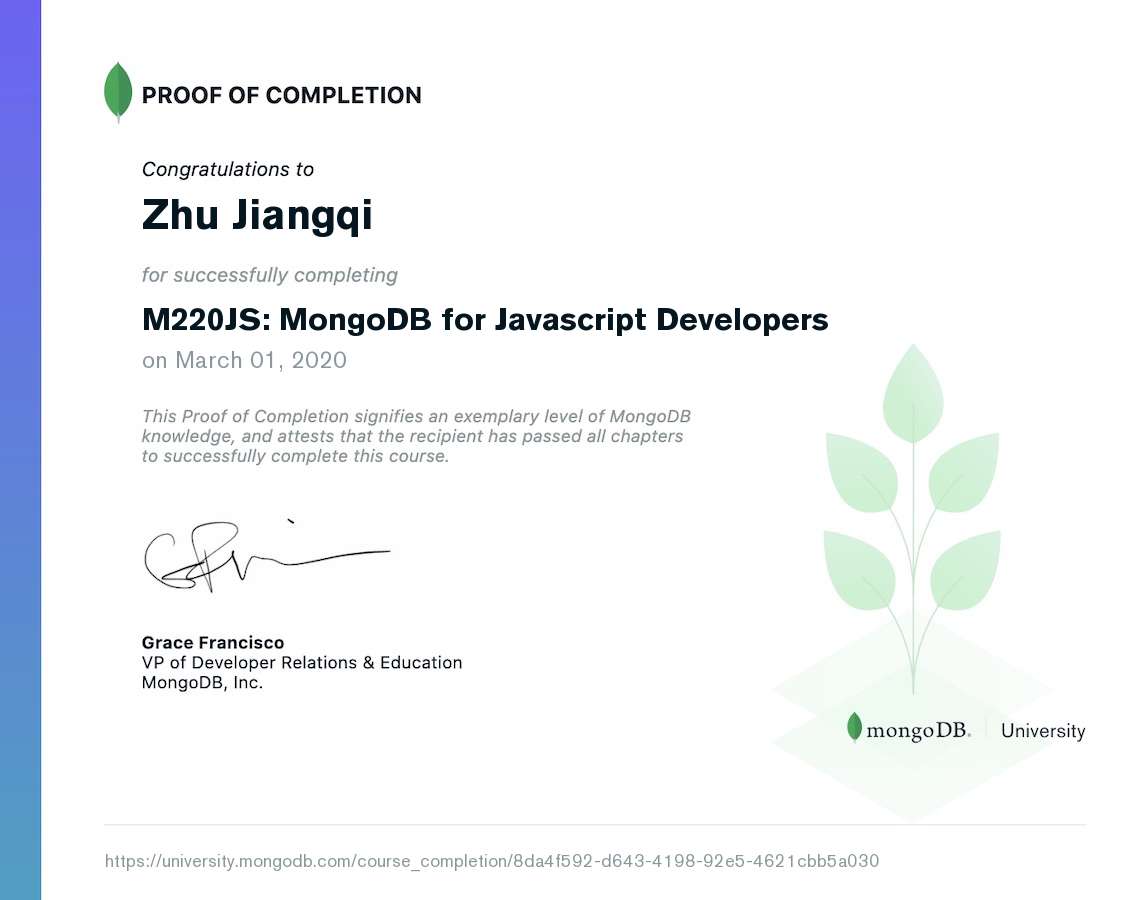 PROOF OF COMPLETION
Congratulations to
Zhu Jiangqi
for successfully completing
M220JS: MongoDB for Javascript Developers
on March 01, 2020
This Proof of Completion signifies an exemplary level of MongoDB
knowledge, and attests that the recipient has passed all chapters
to successfully complete this course.
Grace Francisco
VP of Developer Relations & Education
MongoDB, Inc.
mongoDB. University
https://university.mongodb.com/course_completion/8da4f592-d643-4198-92e5-4621cbb5a030